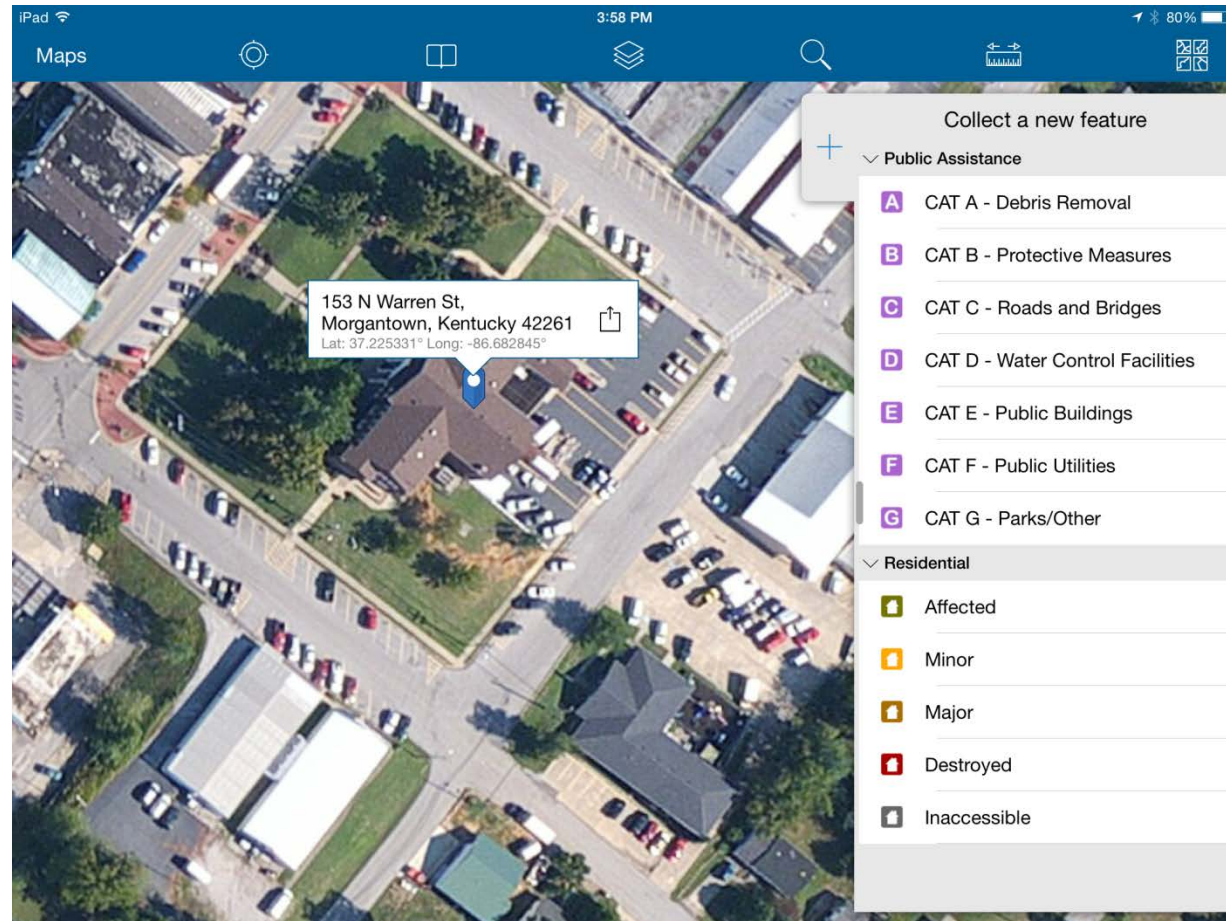 iPad
3:58 PM
80%
Maps
153 N Warren St,
Morgantown, Kentucky 42261
Lat: 37.225331° Long: -86.682845°
Collect a new feature
Public Assistance
A CAT A - Debris Removal
B CAT B - Protective Measures
C CAT C - Roads and Bridges
D CAT D - Water Control Facilities
E CAT E - Public Buildings
F CAT F - Public Utilities
G CAT G - Parks/Other
Residential
Affected
Minor
Major
Destroyed
Inaccessible